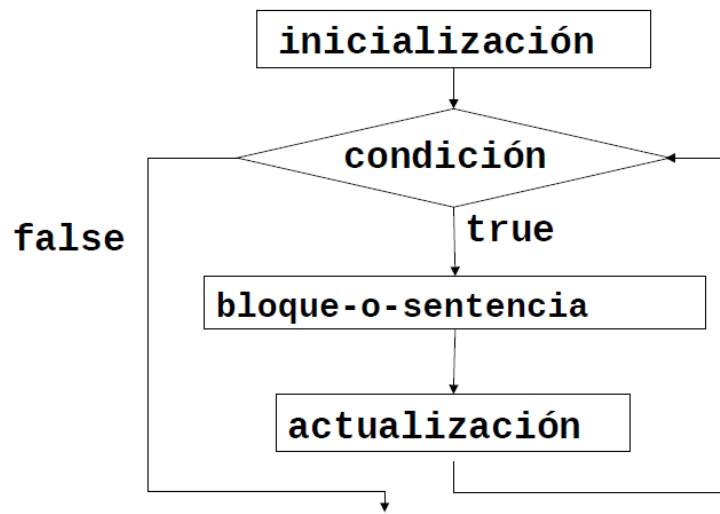 inicialización
condición
false
true
bloque-o-sentencia
actualización